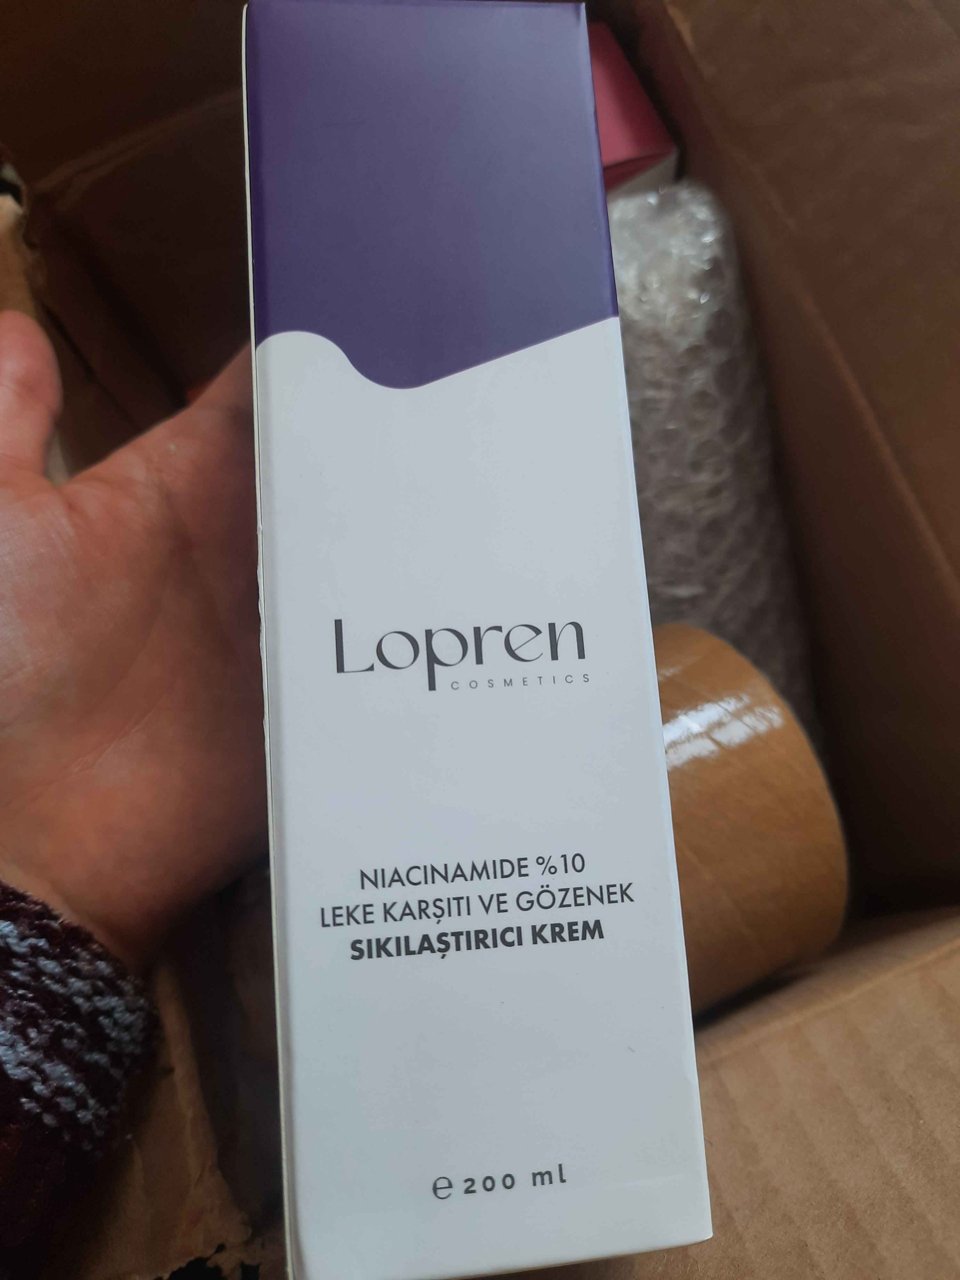 Lopren
COSMETICS
NIACINAMIDE %10
LEKE KARŞITI VE GÖZENEK
SIKILAŞTIRICI KREM
℮ 200 ml